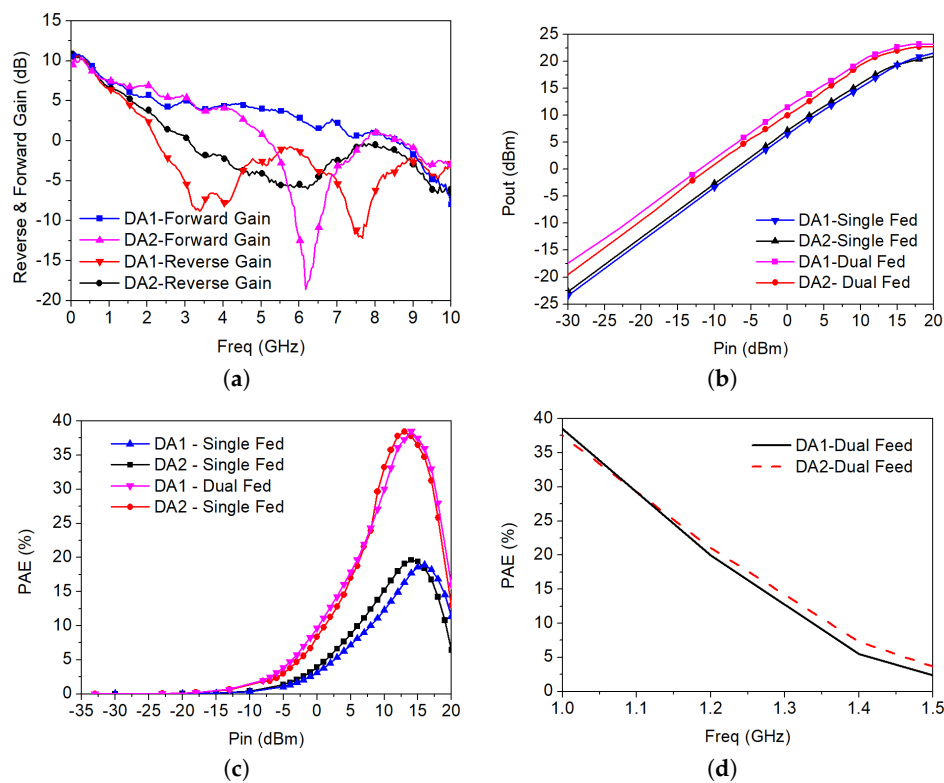 15
10
5
0
-5
-10
-15
-20
Reverse & Forward Gain (dB)
DA1-Forward Gain
DA2-Forward Gain
DA1-Reverse Gain
DA2-Reverse Gain
0 1 2 3 4 5 6 7 8 9 10
Freq (GHz)
(a)
25
20
15
10
5
0
-5
-10
-15
-20
-25
Pout (dBm)
DA1-Single Fed
DA2-Single Fed
DA1-Dual Fed
DA2- Dual Fed
-30 -25 -20 -15 -10 -5 0 5 10 15 20
Pin (dBm)
(b)
40
35
30
25
20
15
10
5
0
PAE (%)
DA1 - Single Fed
DA2 - Single Fed
DA1 - Dual Fed
DA2 - Single Fed
-35 -30 -25 -20 -15 -10 -5 0 5 10 15 20
Pin (dBm)
(c)
40
35
30
25
20
15
10
5
0
PAE (%)
DA1-Dual Feed
DA2-Dual Feed
1.0 1.1 1.2 1.3 1.4 1.5
Freq (GHz)
(d)